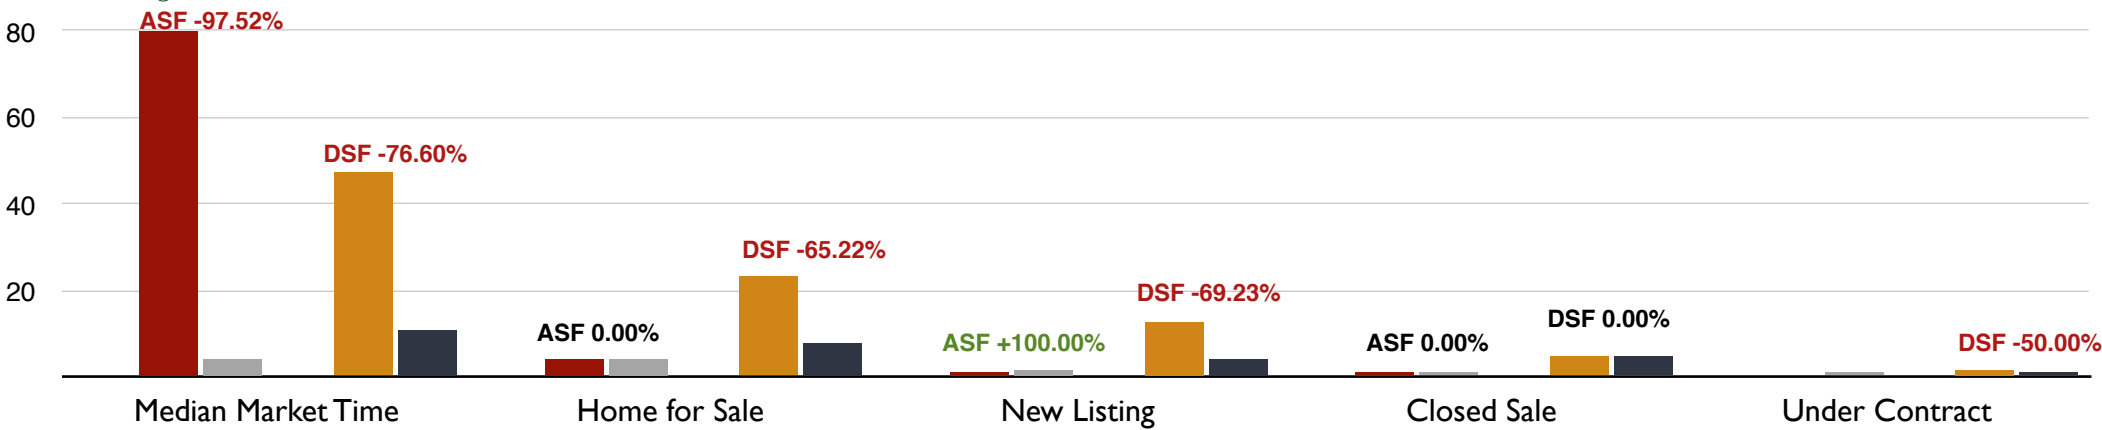 ASF -97.52%
80
60
DSF -76.60%
40
DSF -65.22%
20
DSF -69.23%
ASF 0.00%
ASF +100.00%
ASF 0.00%
DSF 0.00%
DSF -50.00%
Median Market Time
Home for Sale
New Listing
Closed Sale
Under Contract